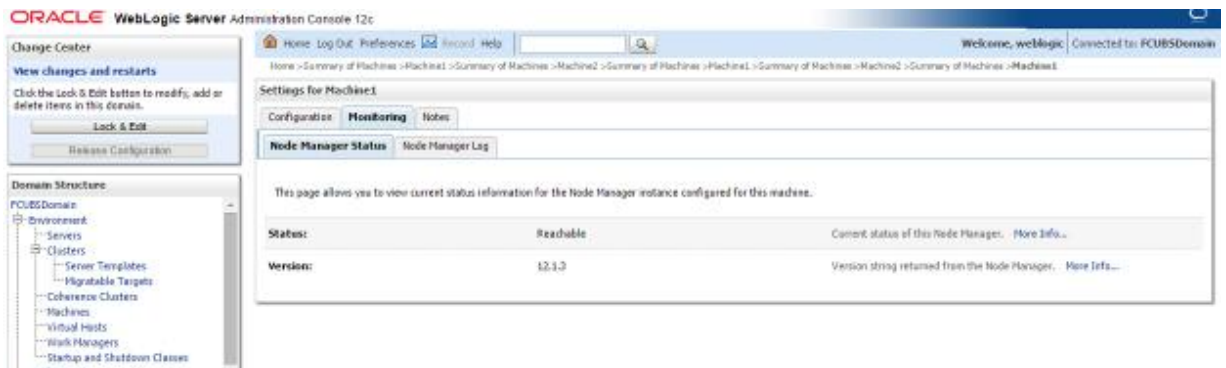 ORACLE WebLogic Server Administration Console 12c
Change Center
View changes and restarts
Click the Lock & Edit button to modify, add or
delete items in this domain.
Lock & Edit
Release Configuration
Domain Structure
FCUBSDomain
Environment
Servers
Clusters
Server Templates
Migratable Targets
Coherence Clusters
Machines
Virtual Hosts
Work Managers
Startup and Shutdown Classes
Home Log Out Preferences Record Help
Welcome, weblogic Connected to: FCUBSDomain
Home >Summary of Machines >Machine1 >Summary of Machines >Machine2 >Summary of Machines >Machine1 >Summary of Machines >Machine2 >Summary of Machines >Machine1
Settings for Machine1
Configuration Monitoring Notes
Node Manager Status Node Manager Log
This page allows you to view current status information for the Node Manager instance configured for this machine.
Status: Reachable Current status of this Node Manager. More Info...
Version: 12.1.3 Version string returned from the Node Manager. More Info...